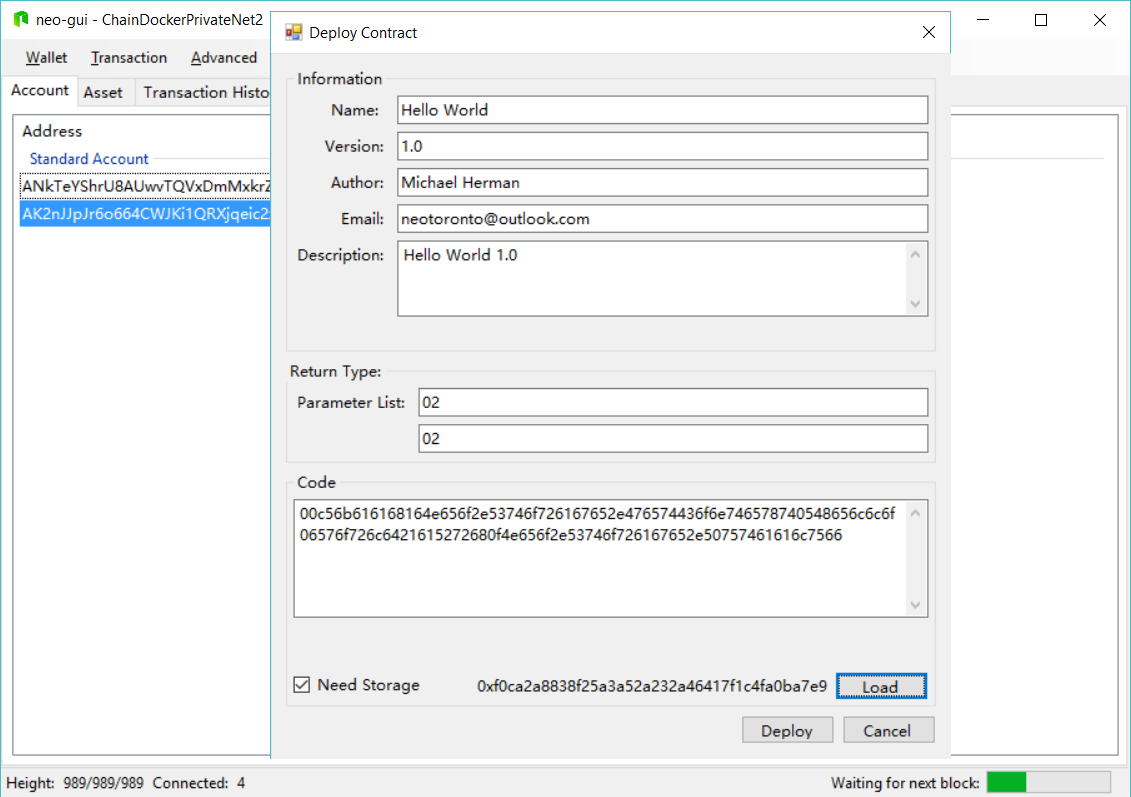 neo-gui - ChainDockerPrivateNet2
Deploy Contract
Wallet Transaction Advanced
Account Asset Transaction Histo
Address
Standard Account
ANkTeYShrU8AUwvTQVxDmMxkrZ
AK2nJJpJr6o664CWJKi1QRXjqeic2
Information
Name: Hello World
Version: 1.0
Author: Michael Herman
Email: neotoronto@outlook.com
Description: Hello World 1.0
Return Type:
Parameter List: 02
02
Code
00c56b616168164e656f2e53746f726167652e476574436f6e746578740548656c6c6f
06576f726c6421615272680f4e656f2e53746f726167652e50757461616c7566
Need Storage 0xf0ca2a8838f25a3a52a232a46417f1c4fa0ba7e9 Load
Deploy Cancel
Height: 989/989/989 Connected: 4 Waiting for next block: